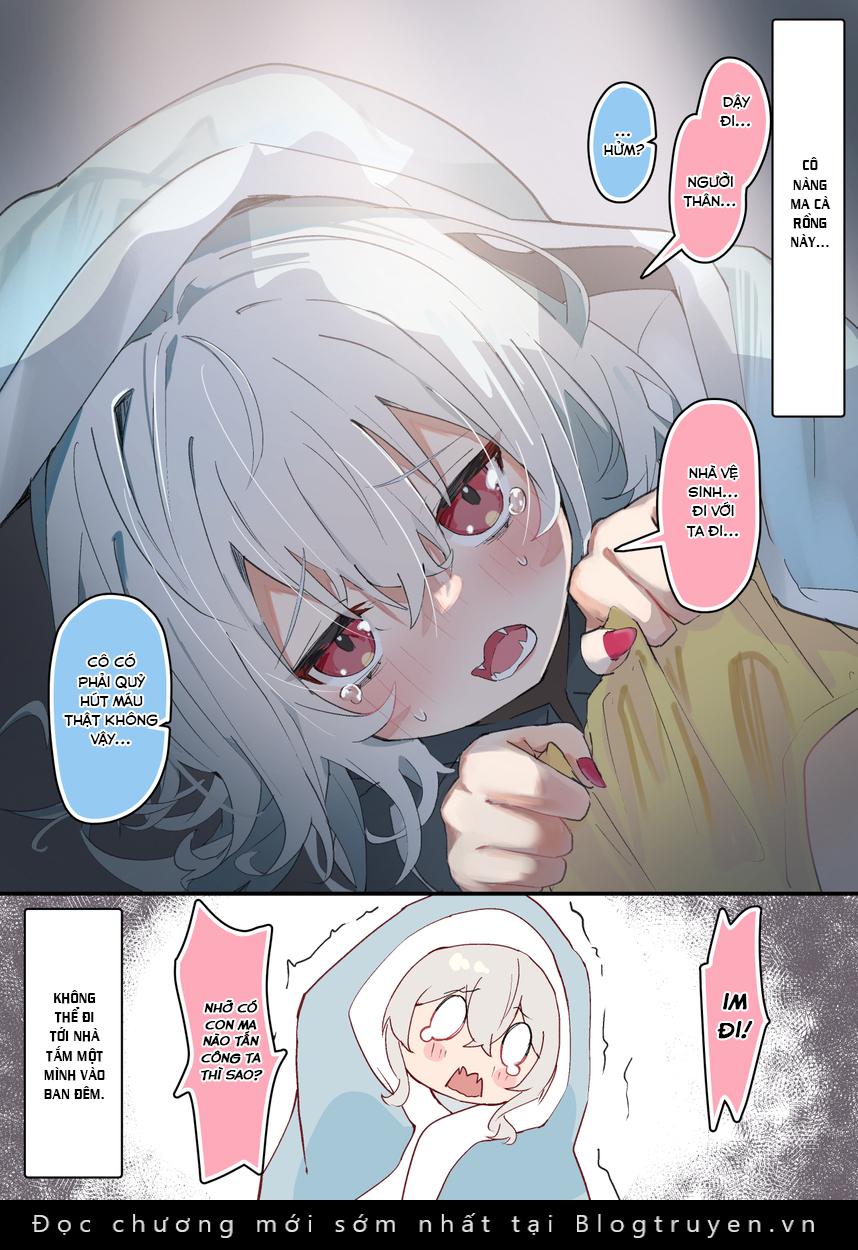 CÔ
NÀNG
MA CÀ
RỒNG
NÀY...
DẬY
ĐI...
NGƯỜI
THÂN...
...
HỬM?
NHÀ VỆ
SINH...
ĐI VỚI
TA ĐI...
CÔ CÓ
PHẢI QUỶ
HÚT MÁU
THẬT KHÔNG
VẬY...
IM
ĐI!
NHỠ CÓ
CON MA
NÀO TẤN
CÔNG TA
THÌ SAO?
KHÔNG
THỂ ĐI
TỚI NHÀ
TẮM MỘT
MÌNH VÀO
BAN ĐÊM.
Đọc chương mới sớm nhất tại Blogtruyen.vn